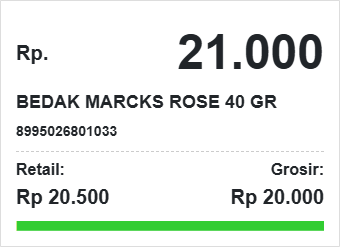 Rp. 21.000
BEDAK MARCKS ROSE 40 GR
8995026801033
Retail: Grosir:
Rp 20.500 Rp 20.000